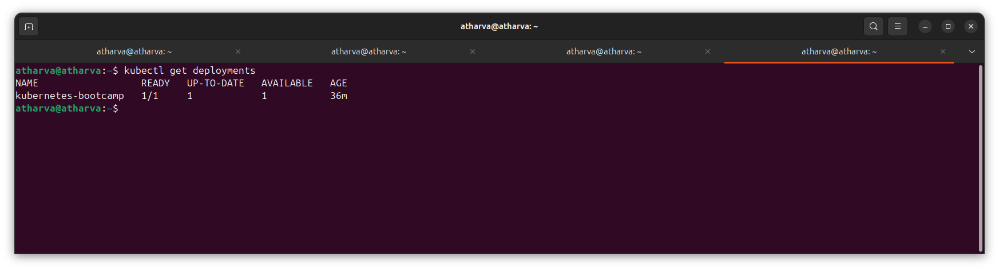 atharva@atharva: ~
atharva@atharva: ~ atharva@atharva: ~ atharva@atharva: ~ atharva@atharva: ~
atharva@atharva:~$ kubectl get deployments
NAME                  READY   UP-TO-DATE   AVAILABLE   AGE
kubernetes-bootcamp   1/1     1            1           36m
atharva@atharva:~$